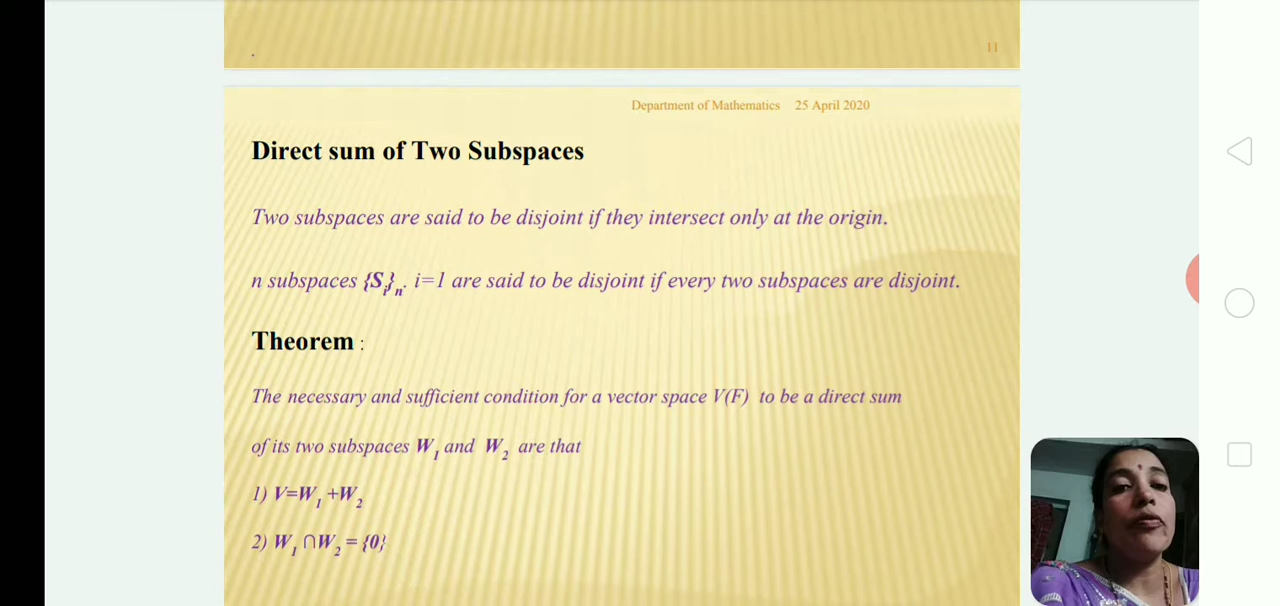 .
11
Department of Mathematics 25 April 2020
Direct sum of Two Subspaces
Two subspaces are said to be disjoint if they intersect only at the origin.
n subspaces {Sᵢ}ₙ. i=1 are said to be disjoint if every two subspaces are disjoint.
Theorem :
The necessary and sufficient condition for a vector space V(F) to be a direct sum
of its two subspaces W₁ and W₂ are that
1) V=W₁ +W₂
2) W₁ ∩W₂ = {0}